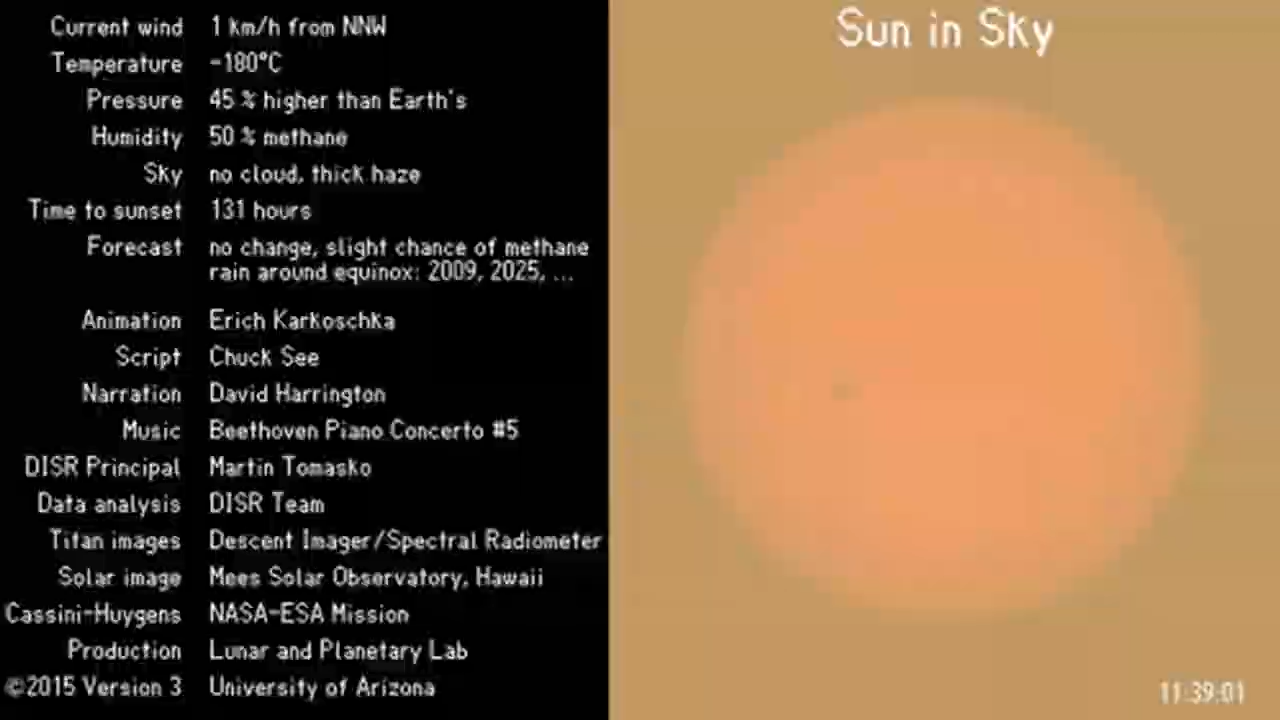 Current wind 1 km/h from NNW
Temperature -180°C
Pressure 45 % higher than Earth's
Humidity 50 % methane
Sky no cloud, thick haze
Time to sunset 131 hours
Forecast no change, slight chance of methane
rain around equinox: 2009, 2025, ...
Animation Erich Karkoschka
Script Chuck See
Narration David Harrington
Music Beethoven Piano Concerto #5
DISR Principal Martin Tomasko
Data analysis DISR Team
Titan images Descent Imager/Spectral Radiometer
Solar image Mees Solar Observatory, Hawaii
Cassini-Huygens NASA-ESA Mission
Production Lunar and Planetary Lab
©2015 Version 3 University of Arizona
Sun in Sky
11:39:01